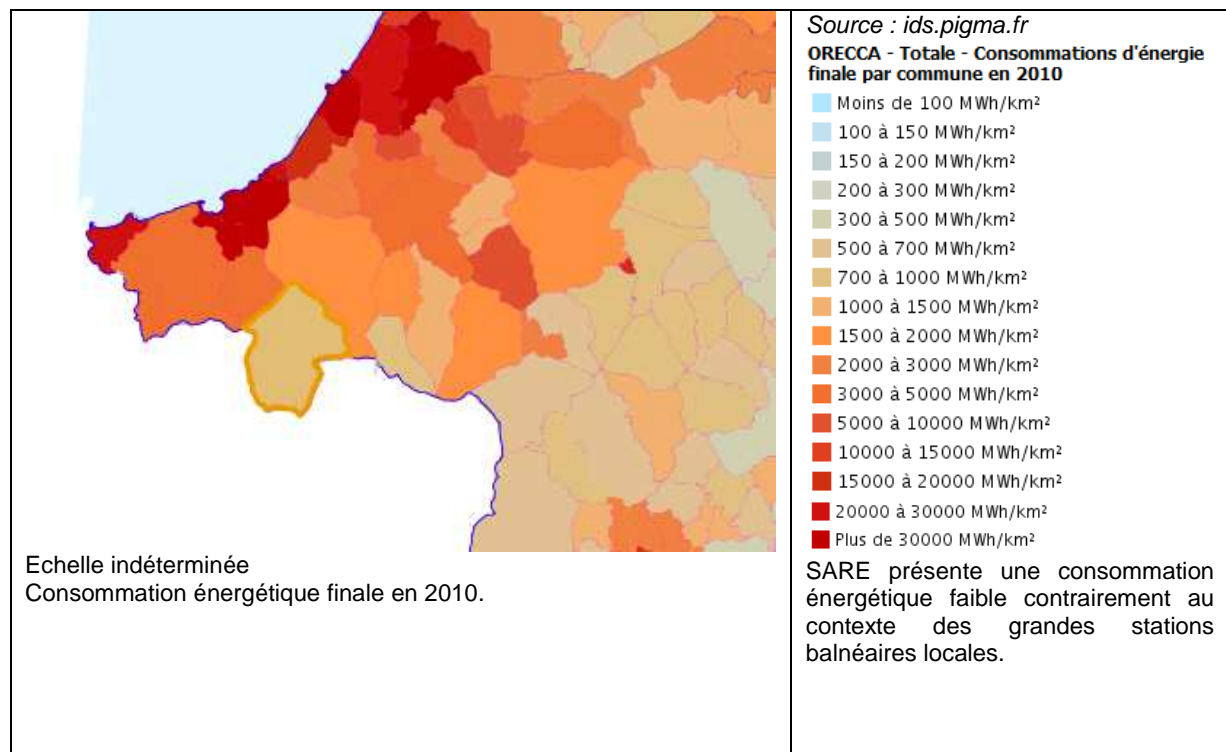 Echelle indéterminée
Consommation énergétique finale en 2010.
Source : ids.pigma.fr
ORECCA - Totale - Consommations d'énergie
finale par commune en 2010
Moins de 100 MWh/km²
100 à 150 MWh/km²
150 à 200 MWh/km²
200 à 300 MWh/km²
300 à 500 MWh/km²
500 à 700 MWh/km²
700 à 1000 MWh/km²
1000 à 1500 MWh/km²
1500 à 2000 MWh/km²
2000 à 3000 MWh/km²
3000 à 5000 MWh/km²
5000 à 10000 MWh/km²
10000 à 15000 MWh/km²
15000 à 20000 MWh/km²
20000 à 30000 MWh/km²
Plus de 30000 MWh/km²
SARE présente une consommation
énergétique faible contrairement au
contexte des grandes stations
balnéaires locales.